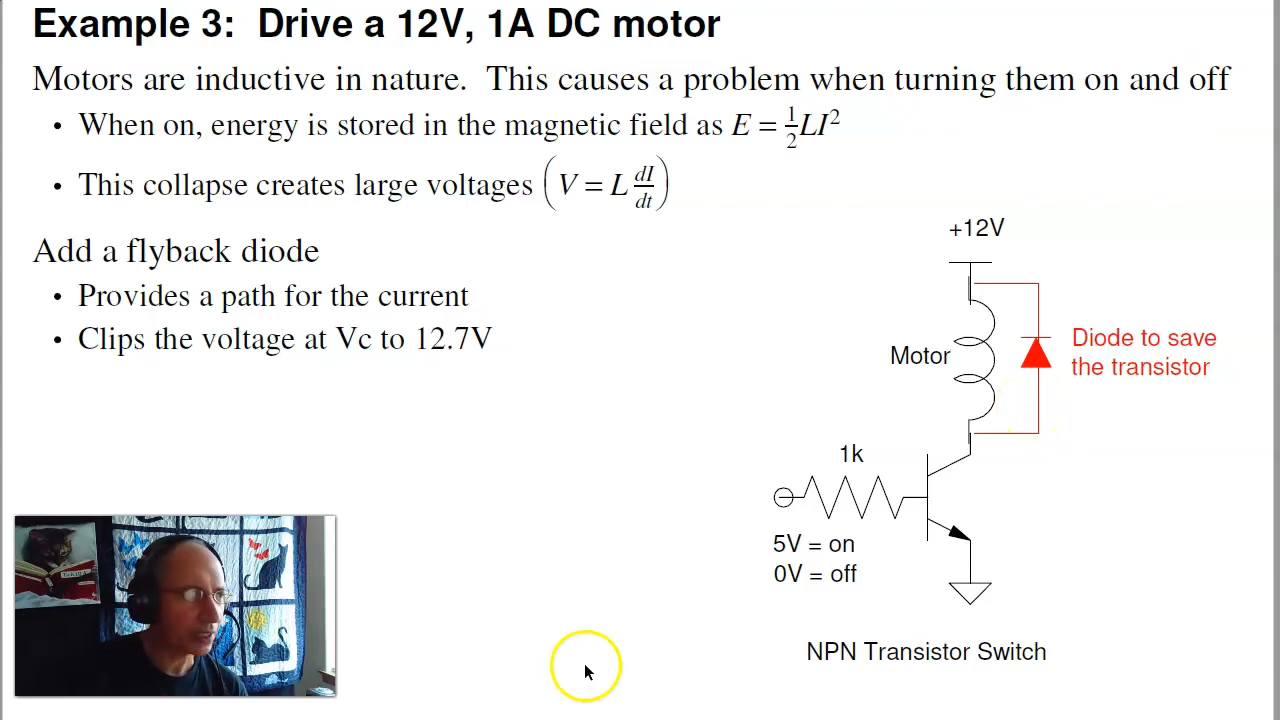 Example 3: Drive a 12V, 1A DC motor
Motors are inductive in nature. This causes a problem when turning them on and off
• When on, energy is stored in the magnetic field as E = ½LI²
• This collapse creates large voltages (V = L dI/dt)
Add a flyback diode
• Provides a path for the current
• Clips the voltage at Vc to 12.7V
+12V
Motor
Diode to save
the transistor
1k
5V = on
0V = off
NPN Transistor Switch